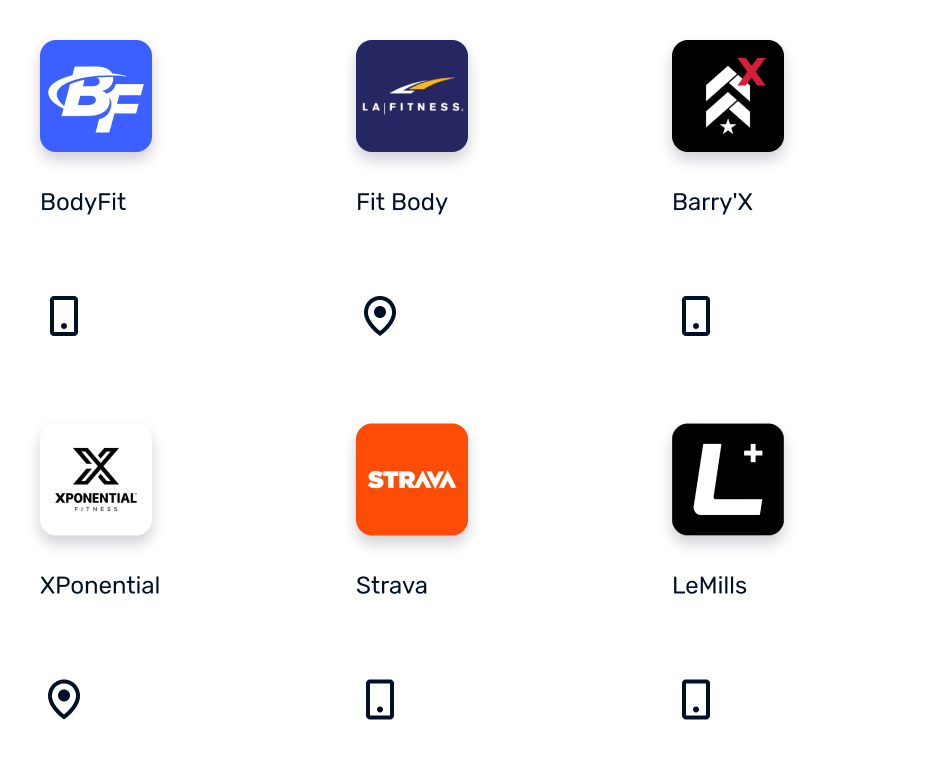 BF
LA|FITNESS.
X
BodyFit
Fit Body
Barry'X
X
XPONENTIAL
FITNESS
STRAVA
L+
XPonential
Strava
LeMills